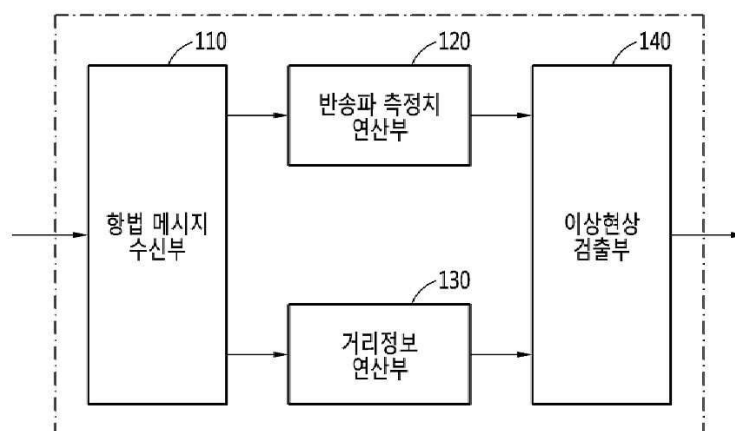 110
항법 메시지
수신부
120
반송파 측정치
연산부
130
거리정보
연산부
140
이상현상
검출부